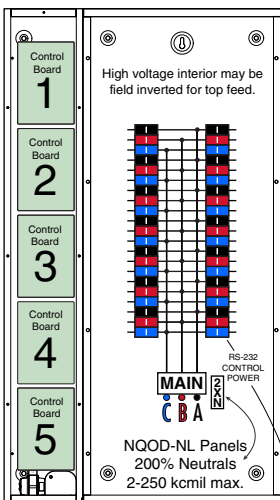 Control
Board
1
Control
Board
2
Control
Board
3
Control
Board
4
Control
Board
5
High voltage interior may be
field inverted for top feed.
RS-232
CONTROL
POWER
MAIN
2XN
C B A
NQOD-NL Panels
200% Neutrals
2-250 kcmil max.